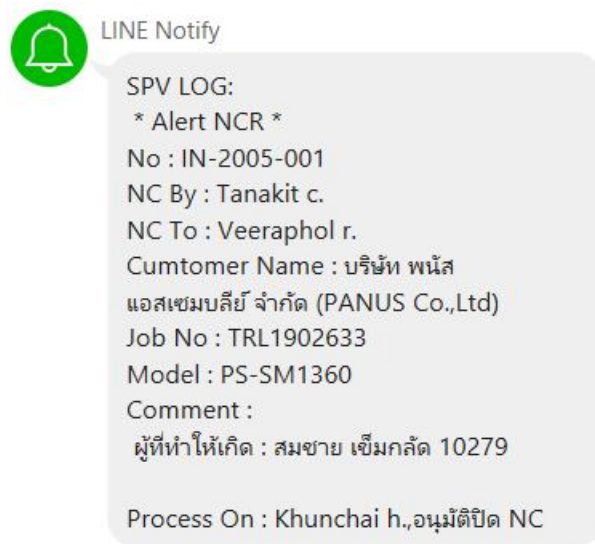 LINE Notify
SPV LOG:
* Alert NCR *
No : IN-2005-001
NC By : Tanakit c.
NC To : Veeraphol r.
Cumtomer Name : บริษัท พนัส
แอสเซมบลีย์ จำกัด (PANUS Co.,Ltd)
Job No : TRL1902633
Model : PS-SM1360
Comment :
ผู้ที่ทำให้เกิด : สมชาย เข็มกลัด 10279
Process On : Khunchai h.,อนุมัติปิด NC